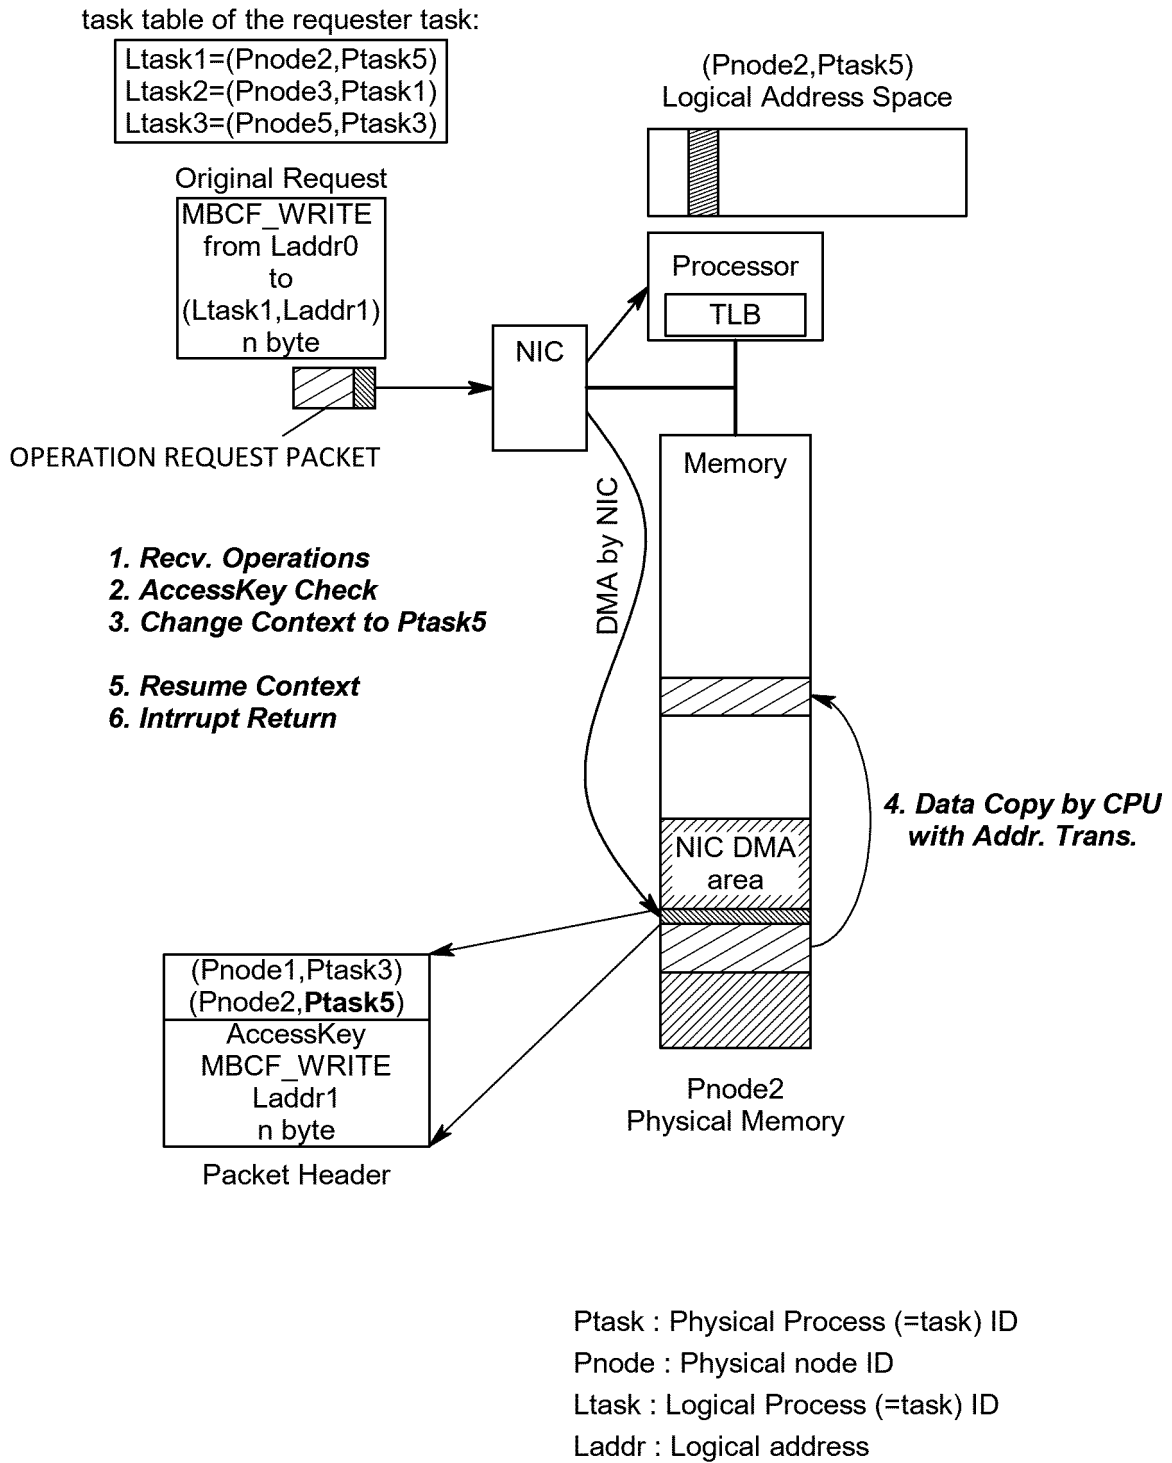 task table of the requester task:
Ltask1=(Pnode2,Ptask5)
Ltask2=(Pnode3,Ptask1)
Ltask3=(Pnode5,Ptask3)
(Pnode2,Ptask5)
Logical Address Space
Original Request
MBCF_WRITE
from Laddr0
to
(Ltask1,Laddr1)
n byte
Processor
TLB
NIC
OPERATION REQUEST PACKET
Memory
DMA by NIC
1. Recv. Operations
2. AccessKey Check
3. Change Context to Ptask5
5. Resume Context
6. Intrrupt Return
4. Data Copy by CPU
with Addr. Trans.
NIC DMA
area
(Pnode1,Ptask3)
(Pnode2,Ptask5)
AccessKey
MBCF_WRITE
Laddr1
n byte
Packet Header
Pnode2
Physical Memory
Ptask : Physical Process (=task) ID
Pnode : Physical node ID
Ltask : Logical Process (=task) ID
Laddr : Logical address